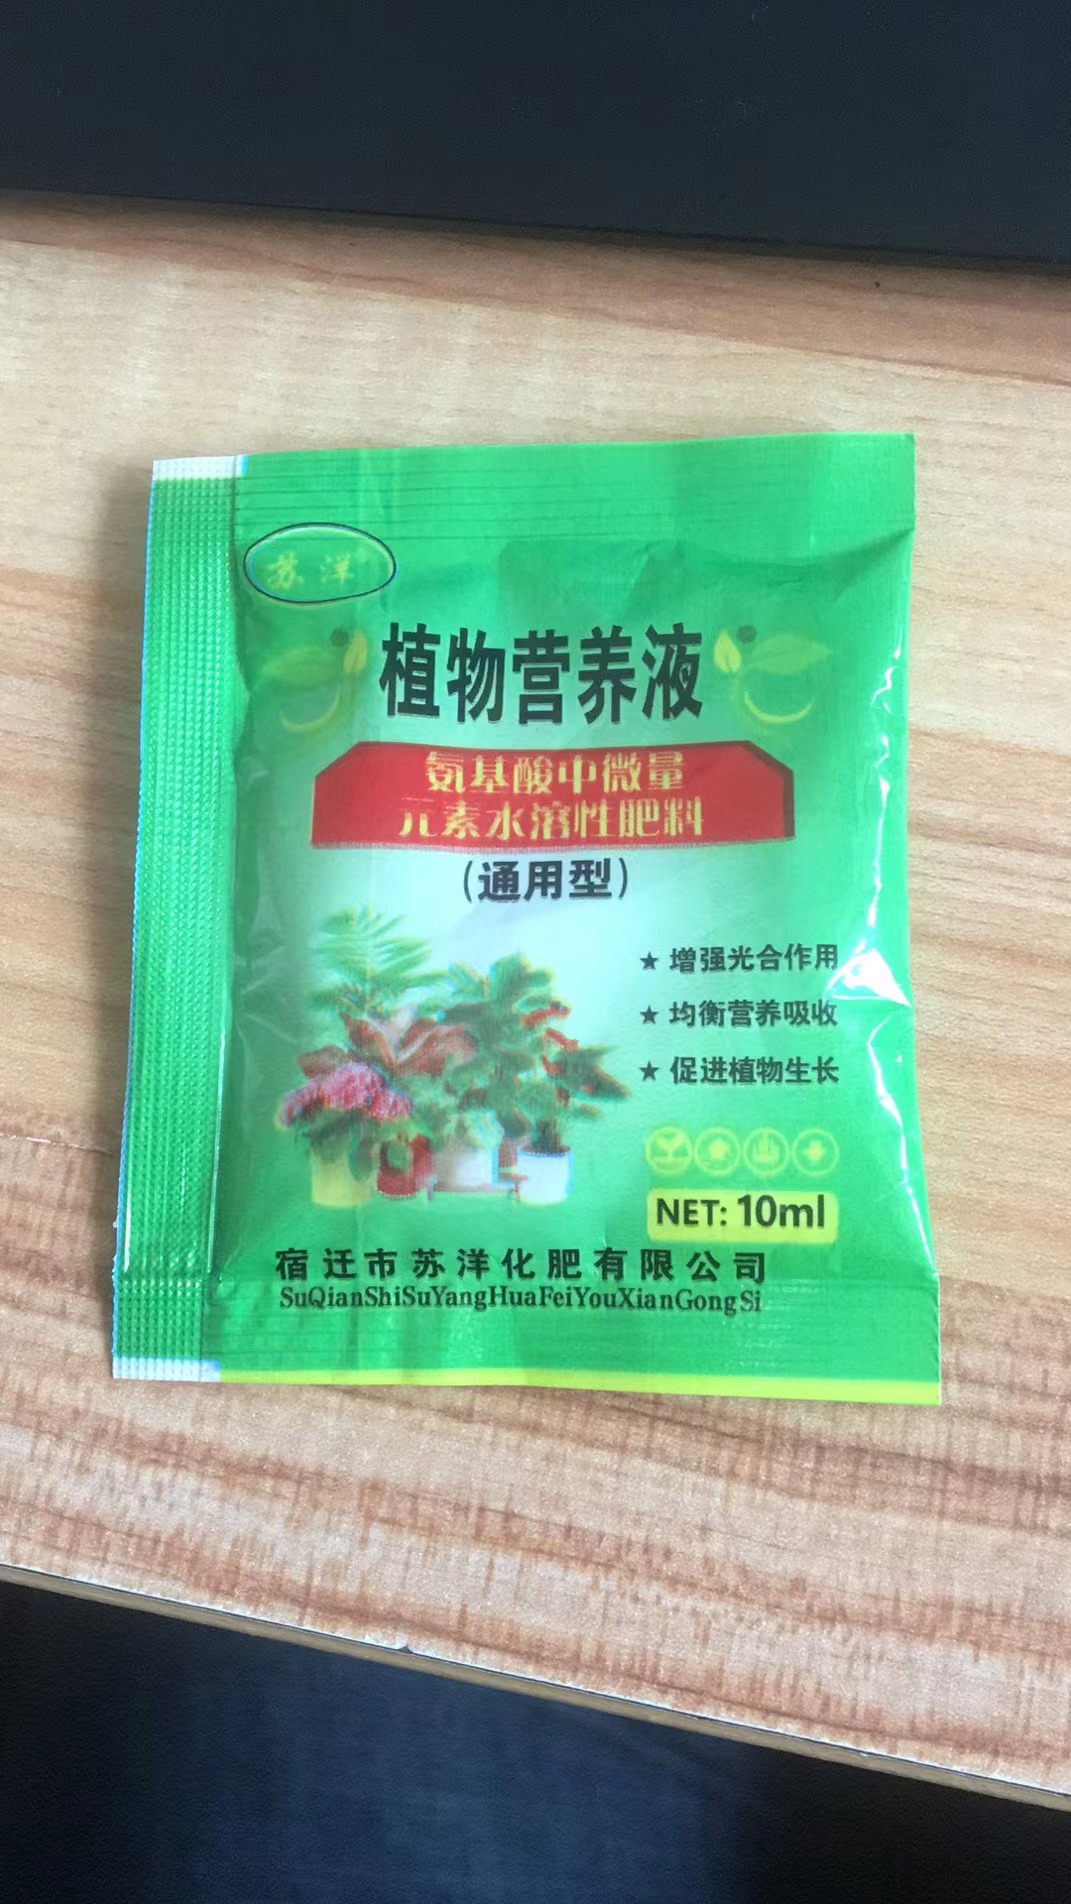 苏洋
植物营养液
氨基酸中微量
元素水溶性肥料
(通用型)
★ 增强光合作用
★ 均衡营养吸收
★ 促进植物生长
NET: 10ml
宿迁市苏洋化肥有限公司
SuQianShiSuYangHuaFeiYouXianGongSi